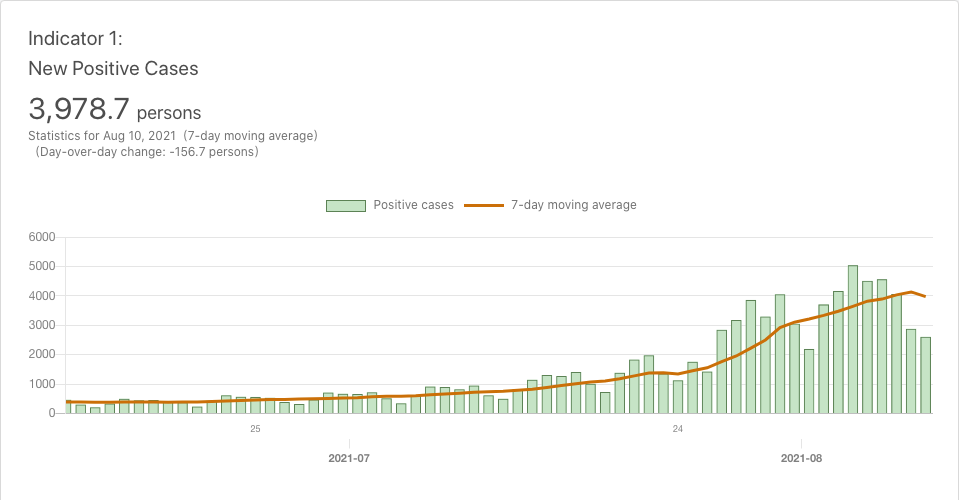 Indicator 1:
New Positive Cases
3,978.7 persons
Statistics for Aug 10, 2021 (7-day moving average)
(Day-over-day change: -156.7 persons)
Positive cases 7-day moving average
6000
5000
4000
3000
2000
1000
0
25 24
2021-07 2021-08